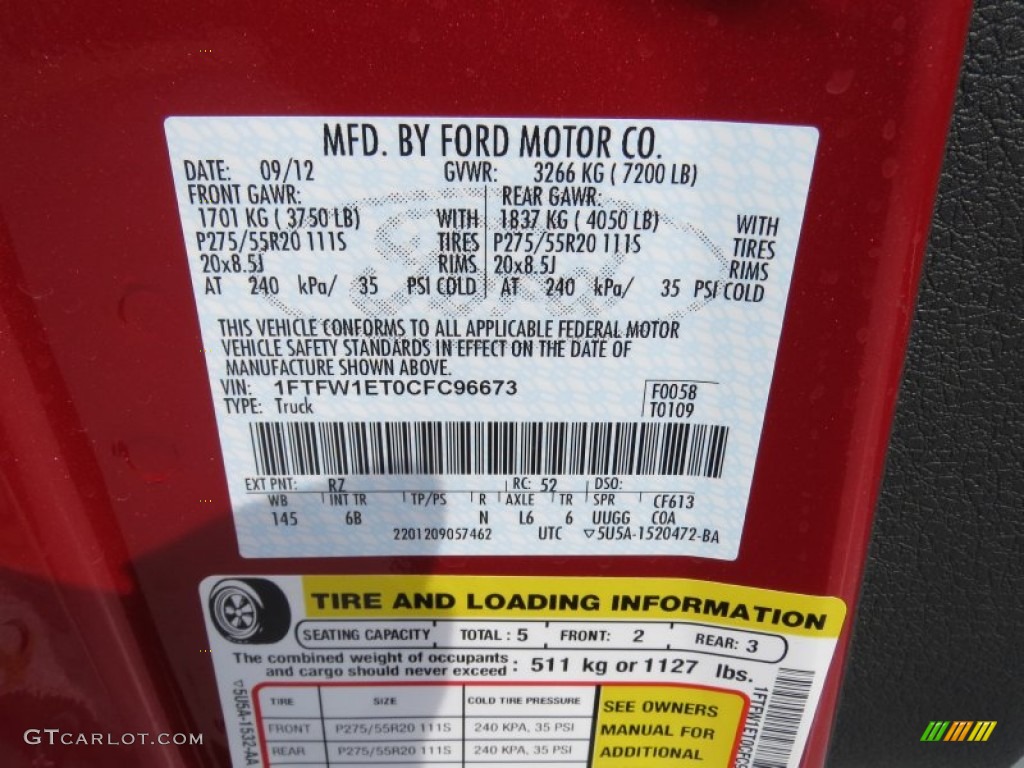 MFD. BY FORD MOTOR CO.
DATE: 09/12 GVWR: 3266 KG ( 7200 LB)
FRONT GAWR: REAR GAWR:
1701 KG ( 3750 LB) WITH 1837 KG ( 4050 LB) WITH
P275/55R20 111S TIRES P275/55R20 111S TIRES
20x8.5J RIMS 20x8.5J RIMS
AT 240 kPa/ 35 PSI COLD AT 240 kPa/ 35 PSI COLD
THIS VEHICLE CONFORMS TO ALL APPLICABLE FEDERAL MOTOR
VEHICLE SAFETY STANDARDS IN EFFECT ON THE DATE OF
MANUFACTURE SHOWN ABOVE.
VIN: 1FTFW1ET0CFC96673 F0058
TYPE: Truck T0109
EXT PNT: RZ RC: 52 DSO:
WB INT TR TP/PS R AXLE TR SPR CF613
145 6B N L6 6 UUGG COA
2201209057462 UTC ▽5U5A-1520472-BA
TIRE AND LOADING INFORMATION
SEATING CAPACITY TOTAL : 5 FRONT: 2 REAR: 3
The combined weight of occupants
and cargo should never exceed : 511 kg or 1127 lbs.
TIRE SIZE COLD TIRE PRESSURE
FRONT P275/55R20 111S 240 KPA, 35 PSI
REAR P275/55R20 111S 240 KPA, 35 PSI
SEE OWNERS
MANUAL FOR
ADDITIONAL
▽5U5A-1532-AA
1FTFW1ET0CFC9
GTCARLOT.COM